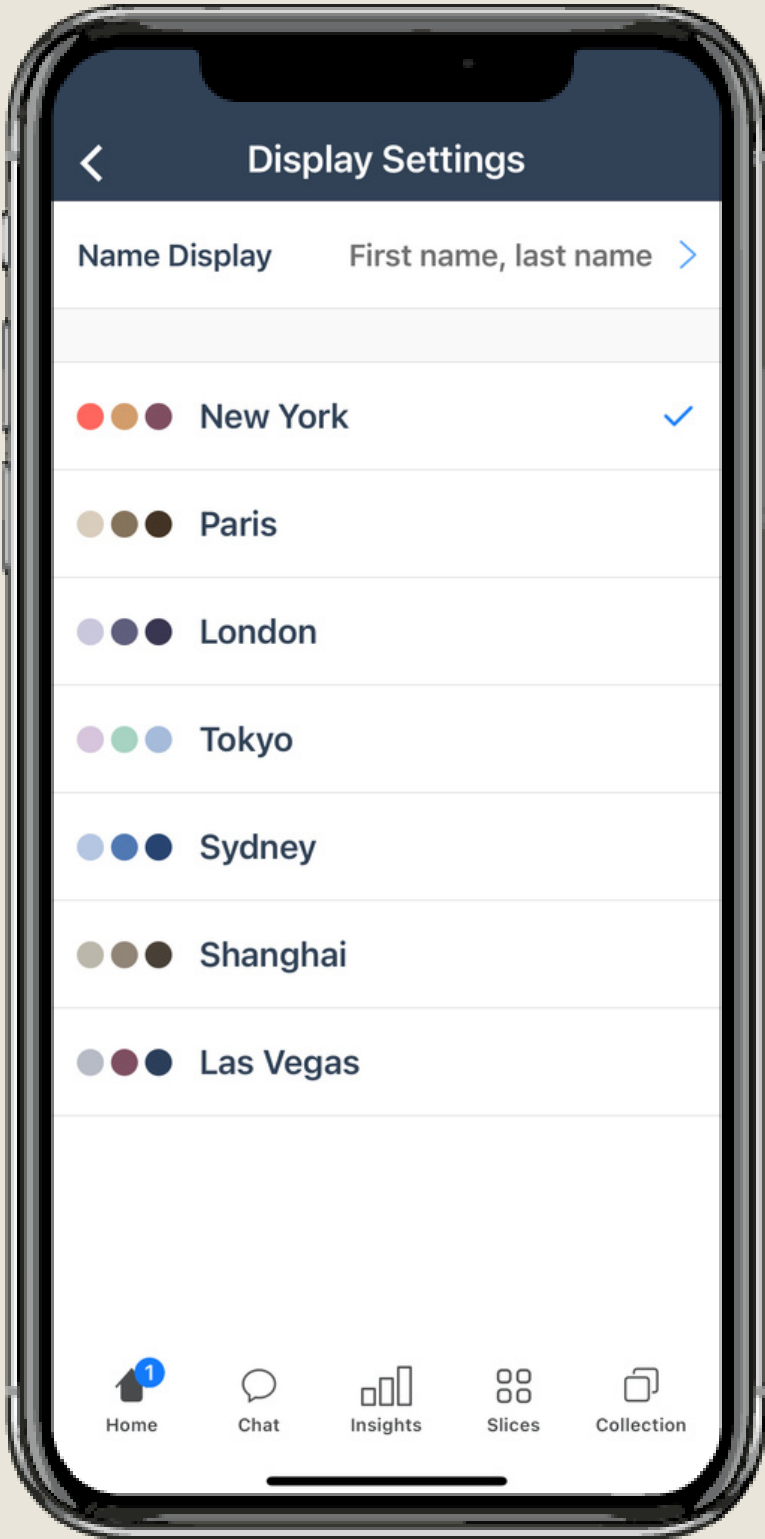 Display Settings
Name Display First name, last name
New York
Paris
London
Tokyo
Sydney
Shanghai
Las Vegas
1
Home Chat Insights Slices Collection